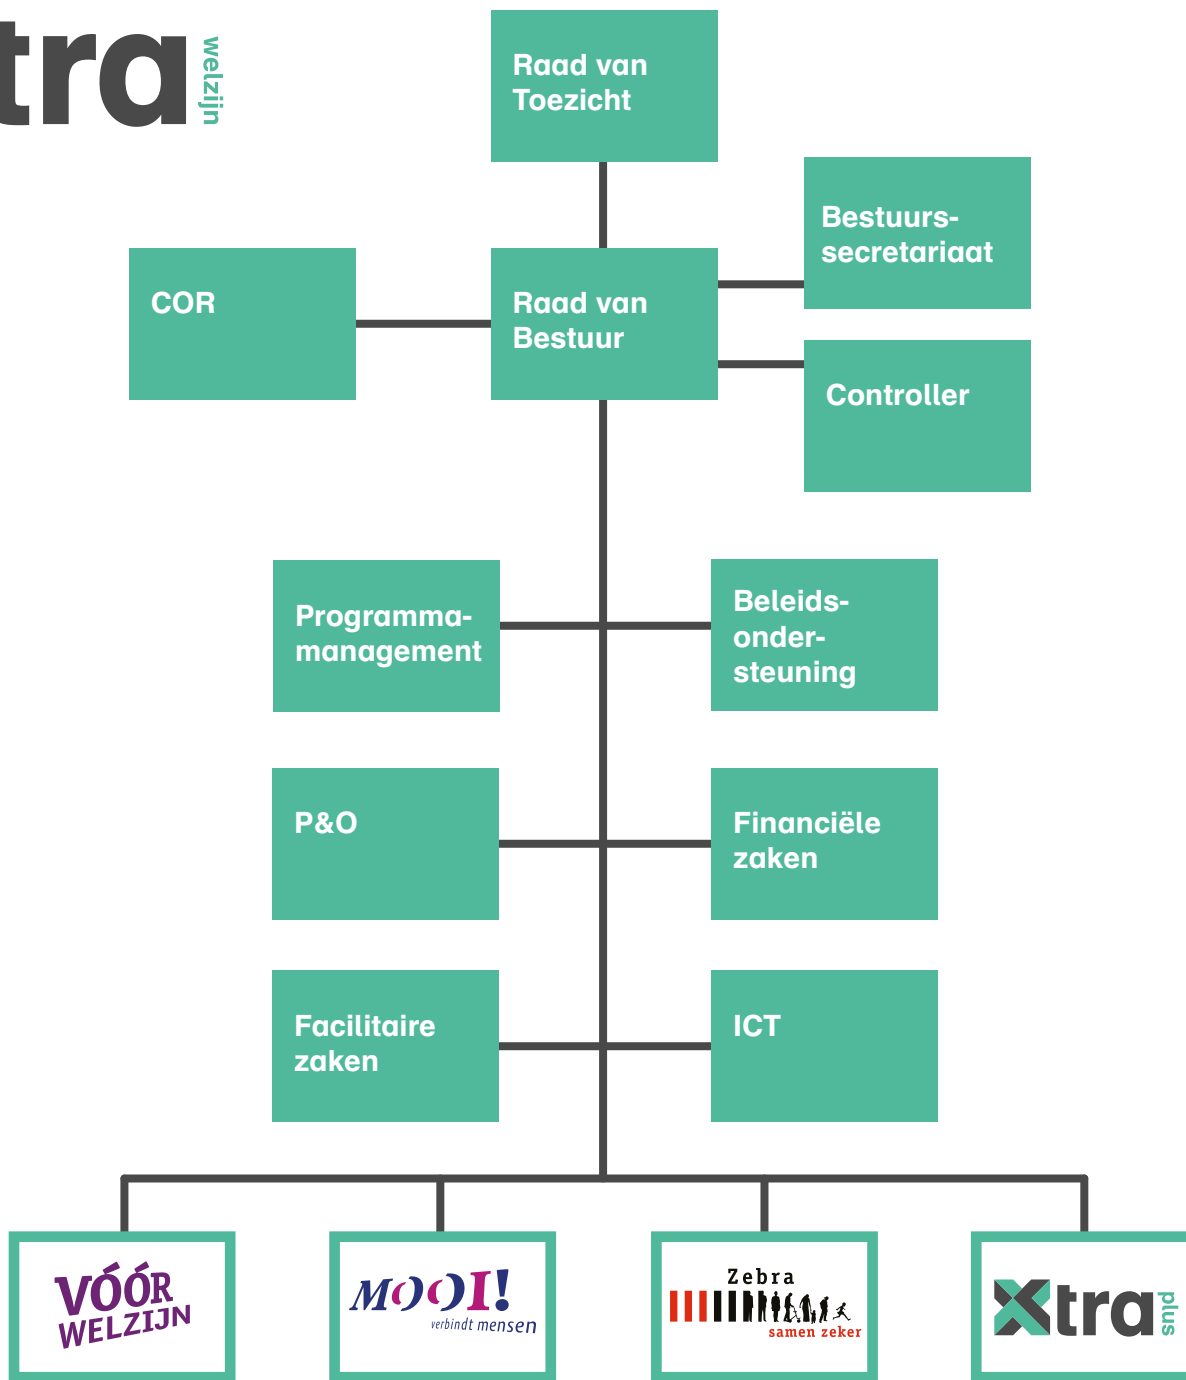 tra
welzijn
Raad van
Toezicht
Bestuurs-
secretariaat
COR
Raad van
Bestuur
Controller
Programma-
management
Beleids-
onder-
steuning
P&O
Financiële
zaken
Facilitaire
zaken
ICT
VÓÓR
WELZIJN
MOOI!
verbindt mensen
Zebra
samen zeker
Xtra
plus